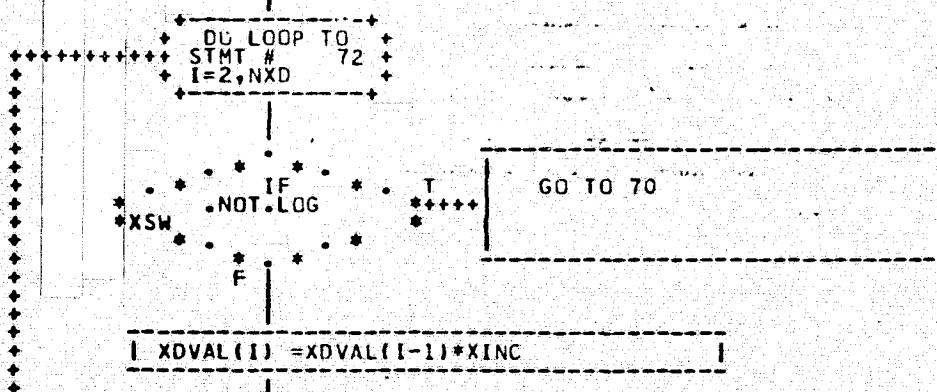 DO LOOP TO
STMT # 72
I=2,NXD
IF
T
GO TO 70
.NOT.LOG
XSW
F
XDVAL(I) =XDVAL(I-1)*XINC